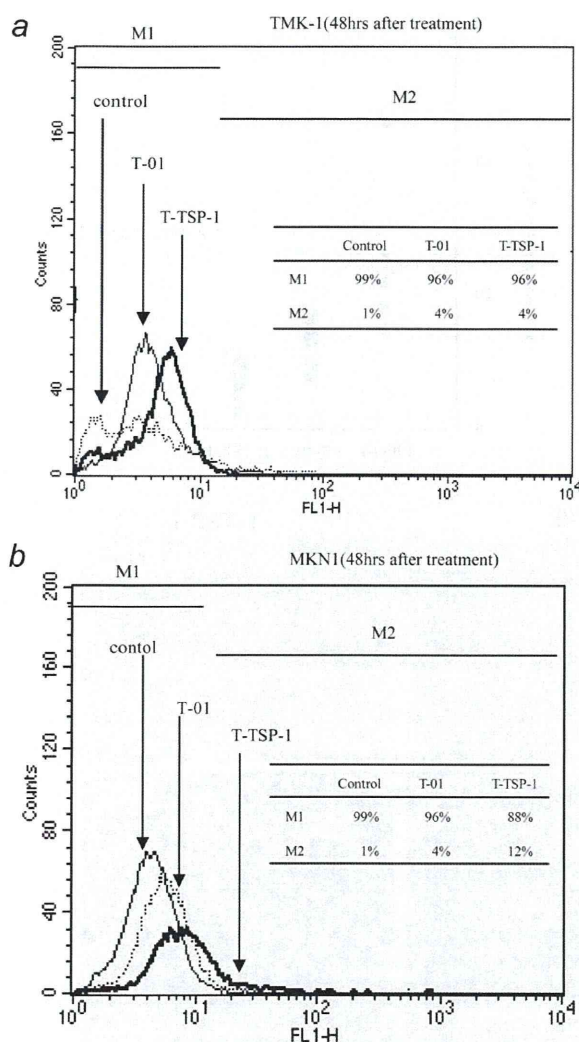 a
TMK-1(48hrs after treatment)
M1
M2
control
T-01
T-TSP-1
200
160
120
80
40
0
Counts
Control T-01 T-TSP-1
M1 99% 96% 96%
M2 1% 4% 4%
10^0 10^1 10^2 10^3 10^4
FL1-H
b
MKN1(48hrs after treatment)
M1
M2
contol
T-01
T-TSP-1
200
160
120
80
40
0
Counts
Control T-01 T-TSP-1
M1 99% 96% 88%
M2 1% 4% 12%
10^0 10^1 10^2 10^3 10^4
FL1-H